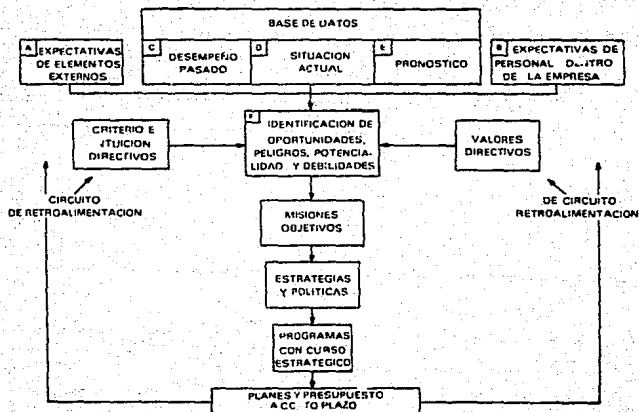 BASE DE DATOS
A EXPECTATIVAS
DE ELEMENTOS
EXTERNOS
C DESEMPEÑO
PASADO
D SITUACION
ACTUAL
E PRONOSTICO
B EXPECTATIVAS DE
PERSONAL
DE LA EMPRESA
CRITERIO E
INTUICION
DIRECTIVOS
F IDENTIFICACION DE
OPORTUNIDADES,
PELIGROS, POTENCIA-
LIDAD Y DEBILIDADES
VALORES
DIRECTIVOS
CIRCUITO
DE RETROALIMENTACION
DE CIRCUITO
RETROALIMENTACION
MISIONES
OBJETIVOS
ESTRATEGIAS
Y POLITICAS
PROGRAMAS
CON CURSO
ESTRATEGICO
PLANES Y PRESUPUESTO
A PLAZO